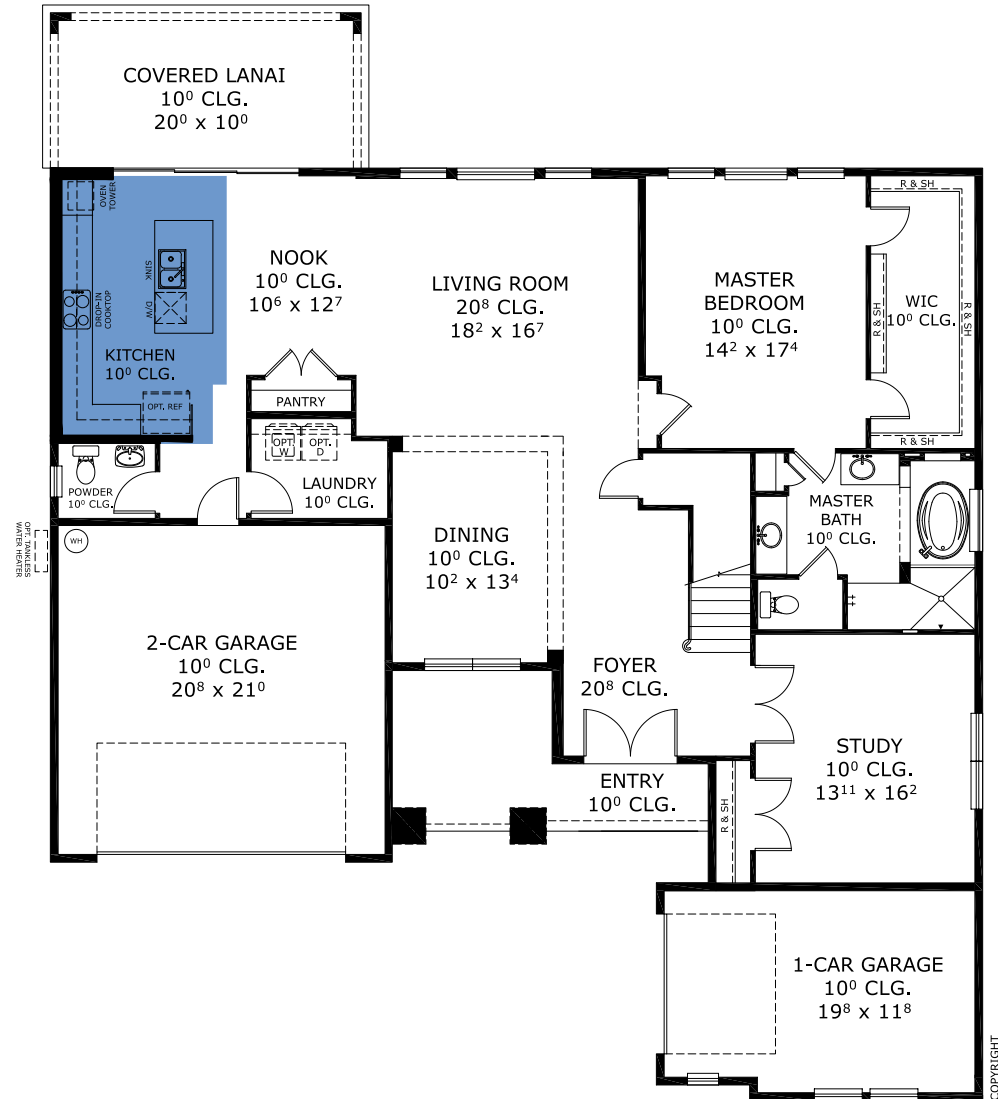 COVERED LANAI
10⁰ CLG.
20⁰ x 10⁰
OVEN
TOWER
SINK
D/W
DROP-IN
COOKTOP
KITCHEN
10⁰ CLG.
OPT. REF
NOOK
10⁰ CLG.
10⁶ x 12⁷
PANTRY
LIVING ROOM
20⁸ CLG.
18² x 16⁷
MASTER
BEDROOM
10⁰ CLG.
14² x 17⁴
R & SH
WIC
10⁰ CLG.
R & SH
R & SH
R & SH
POWDER
10⁰ CLG.
OPT.
W
OPT.
D
LAUNDRY
10⁰ CLG.
OPT. TANKLESS
WATER HEATER
WH
DINING
10⁰ CLG.
10² x 13⁴
MASTER
BATH
10⁰ CLG.
2-CAR GARAGE
10⁰ CLG.
20⁸ x 21⁰
FOYER
20⁸ CLG.
ENTRY
10⁰ CLG.
R & SH
STUDY
10⁰ CLG.
13¹¹ x 16²
1-CAR GARAGE
10⁰ CLG.
19⁸ x 11⁸
COPYRIGHT